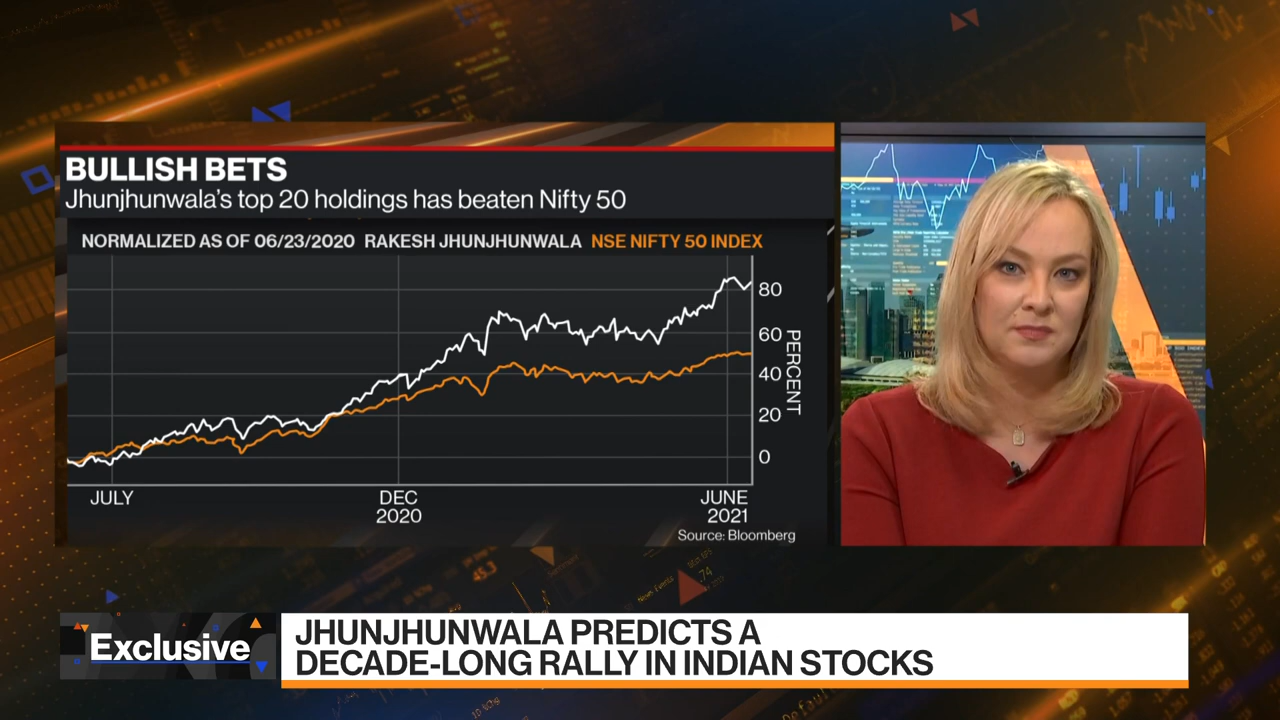 BULLISH BETS
Jhunjhunwala's top 20 holdings has beaten Nifty 50
NORMALIZED AS OF 06/23/2020 RAKESH JHUNJHUNWALA NSE NIFTY 50 INDEX
80
60
40
20
0
PERCENT
JULY
DEC
2020
JUNE
2021
Source: Bloomberg
Exclusive
JHUNJHUNWALA PREDICTS A
DECADE-LONG RALLY IN INDIAN STOCKS